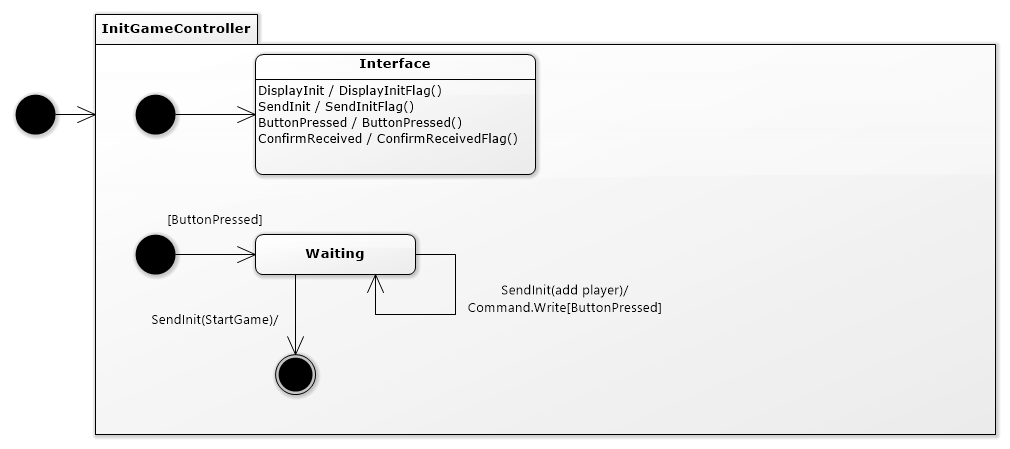 InitGameController
Interface
DisplayInit / DisplayInitFlag()
SendInit / SendInitFlag()
ButtonPressed / ButtonPressed()
ConfirmReceived / ConfirmReceivedFlag()
[ButtonPressed]
Waiting
SendInit(add player)/
Command.Write[ButtonPressed]
SendInit(StartGame)/